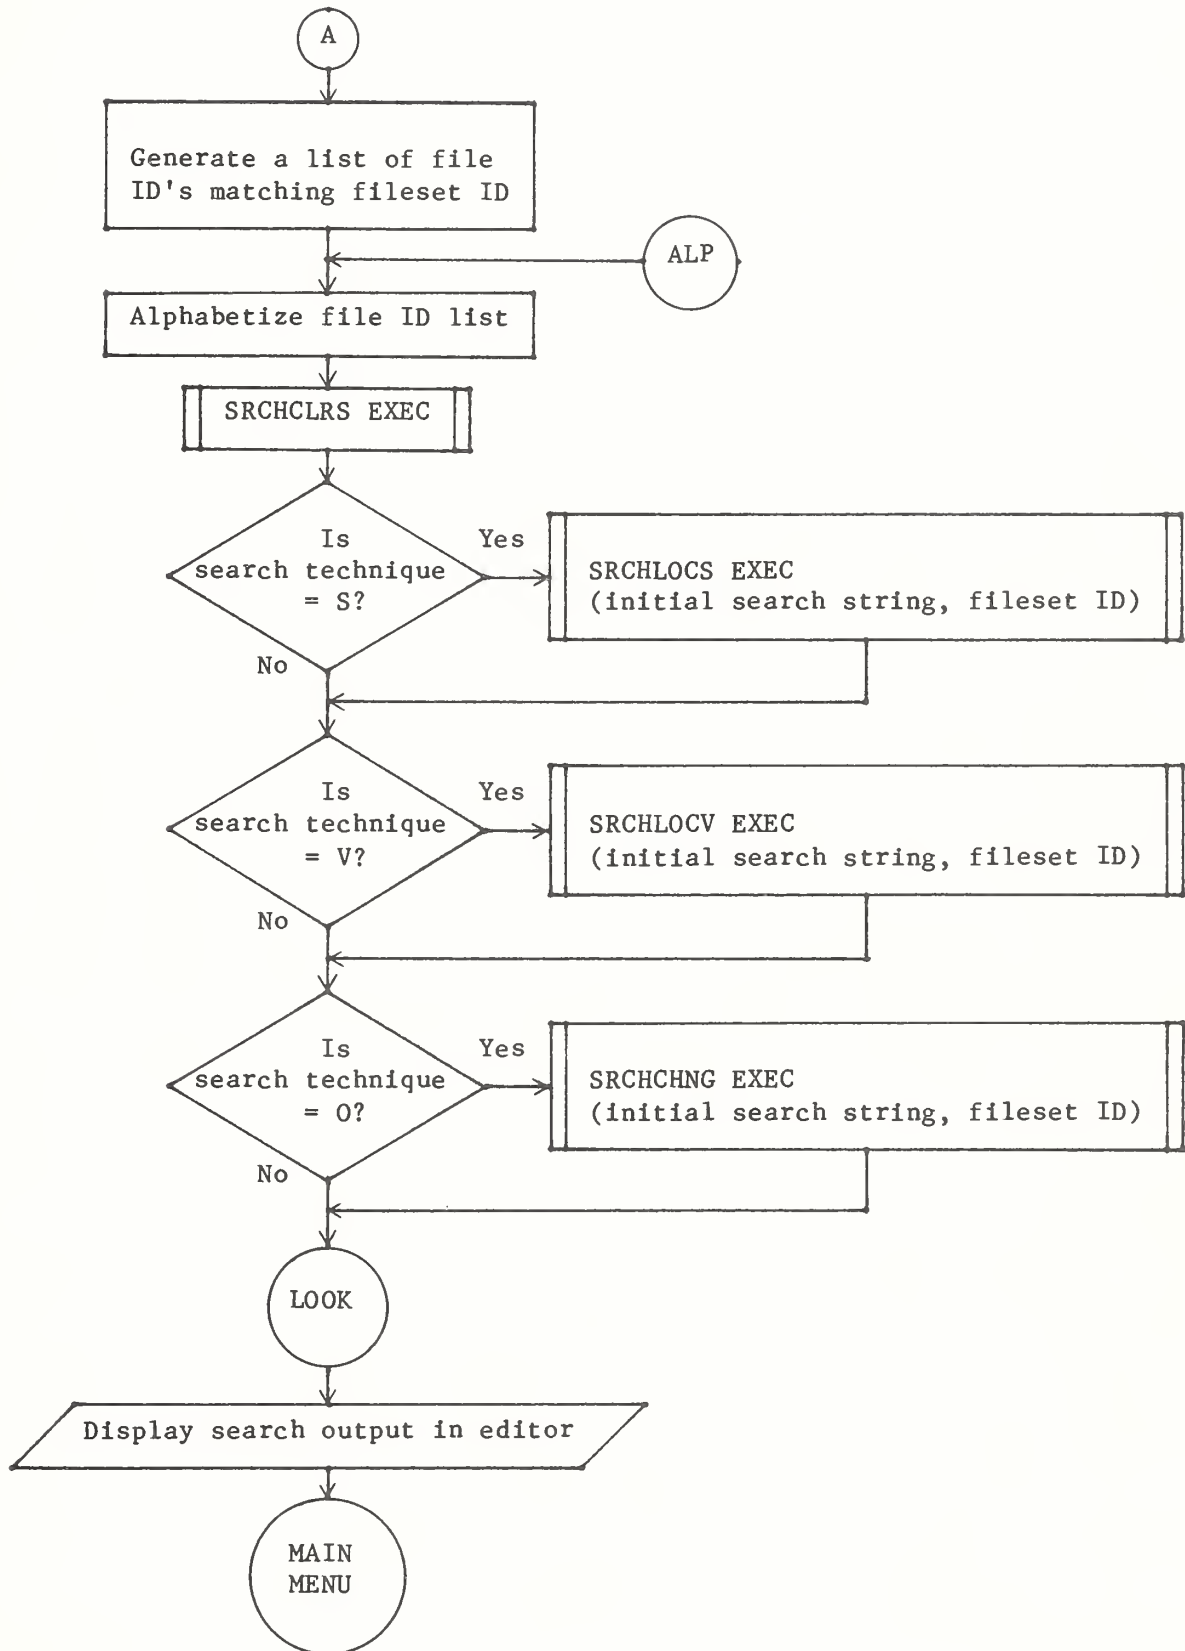 A
Generate a list of file
ID's matching fileset ID
ALP
Alphabetize file ID list
SRCHCLRS EXEC
Is
search technique
= S?
Yes
No
SRCHLOCS EXEC
(initial search string, fileset ID)
Is
search technique
= V?
Yes
No
SRCHLOCV EXEC
(initial search string, fileset ID)
Is
search technique
= O?
Yes
No
SRCHCHNG EXEC
(initial search string, fileset ID)
LOOK
Display search output in editor
MAIN
MENU